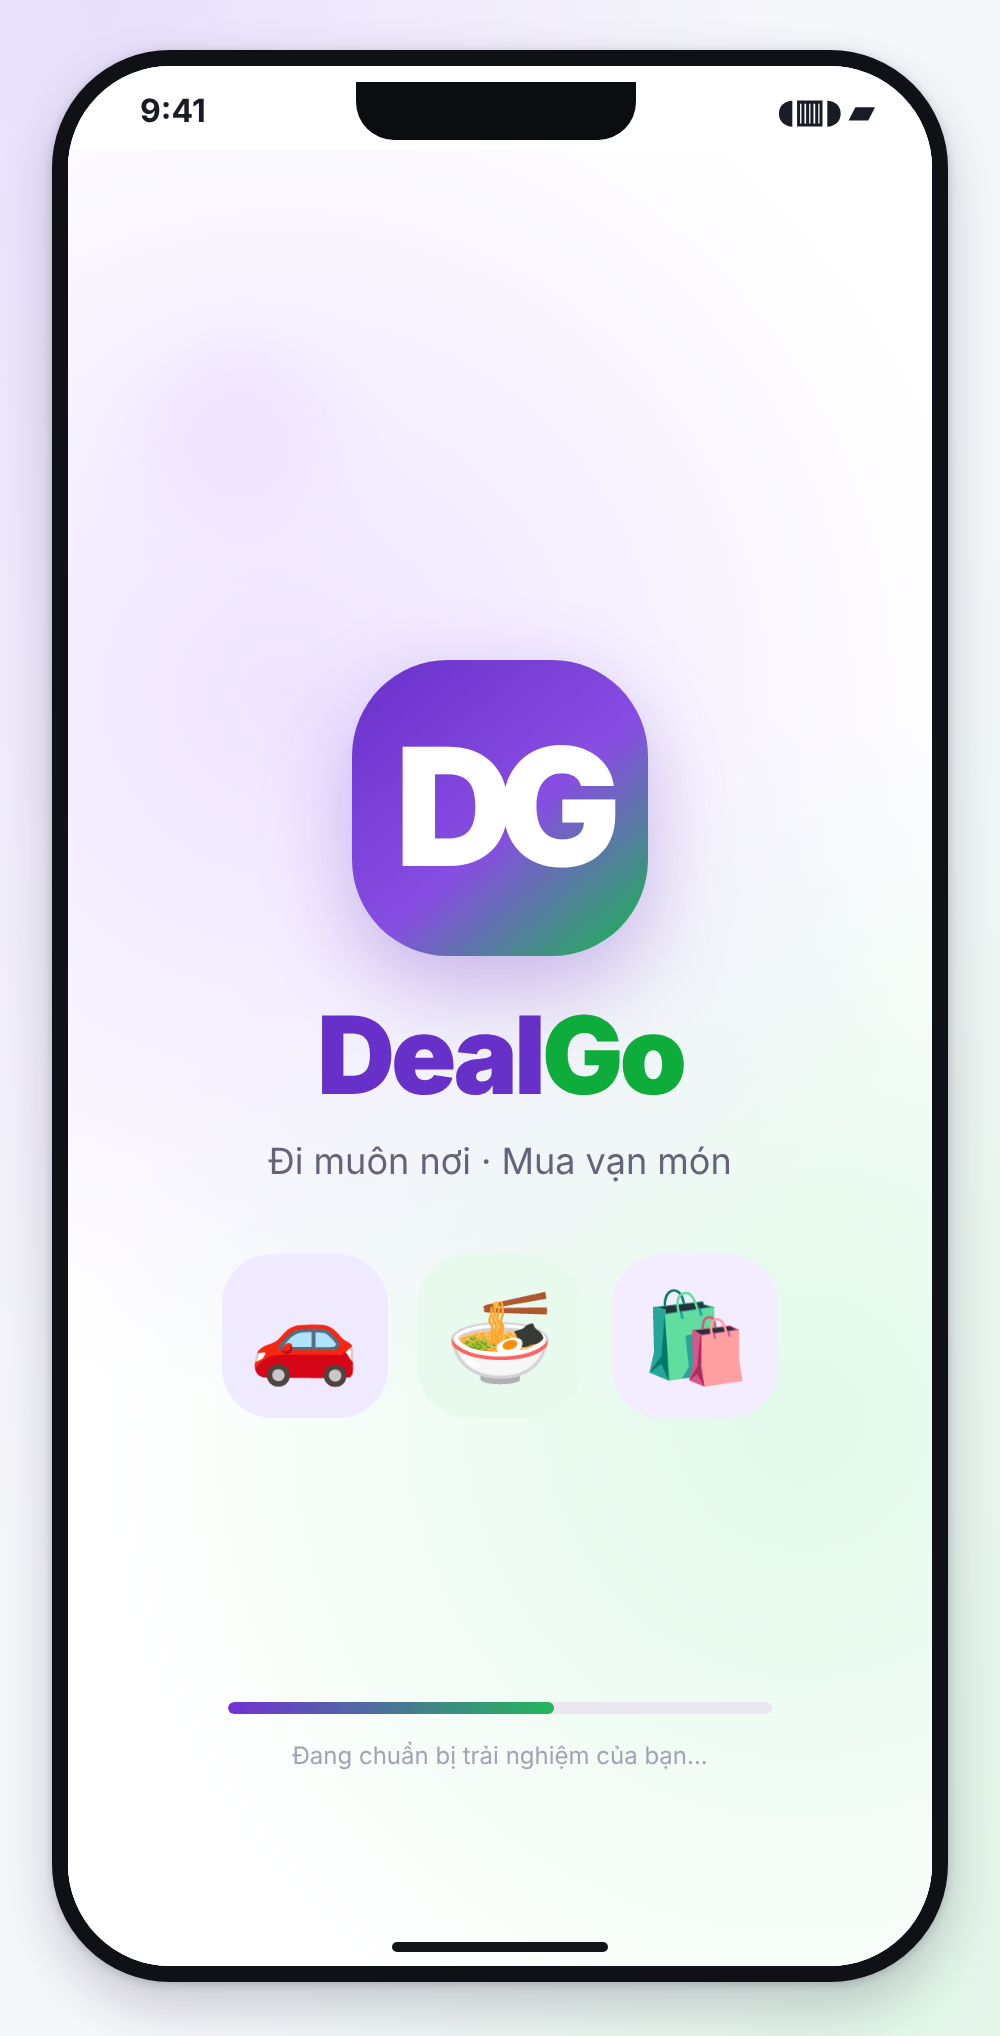 9:41
DG
DealGo
Đi muôn nơi · Mua vạn món
Đang chuẩn bị trải nghiệm của bạn...